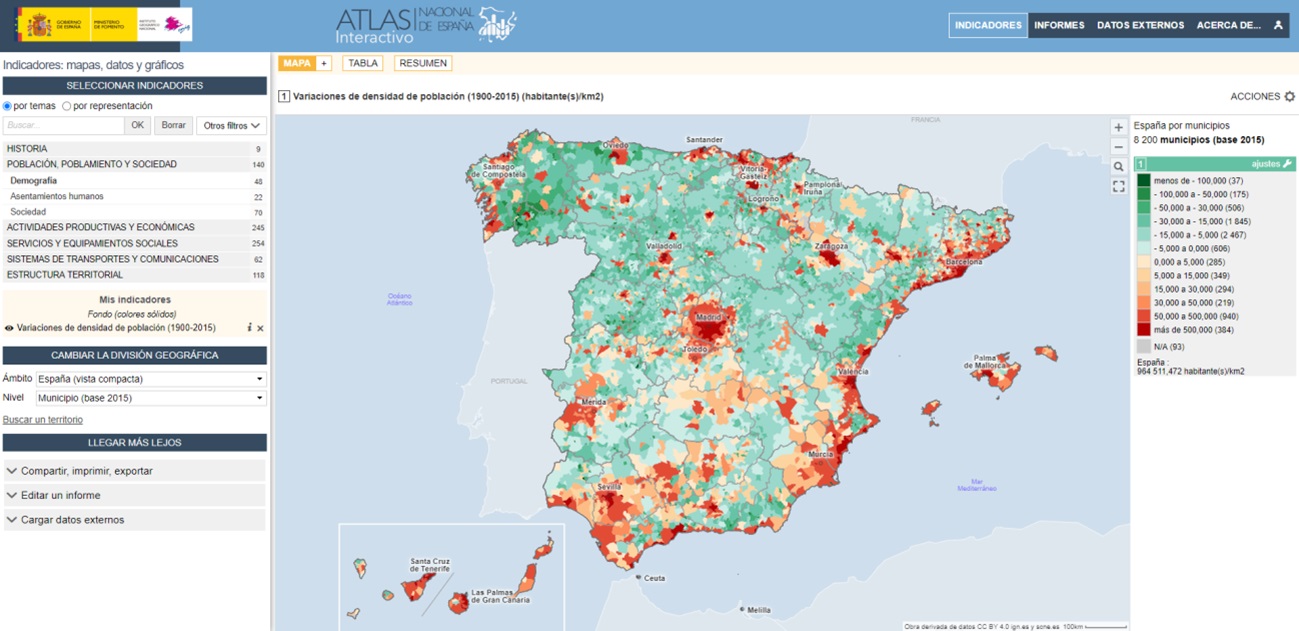 GOBIERNO
DE ESPAÑA
MINISTERIO
DE FOMENTO
INSTITUTO
GEOGRÁFICO
NACIONAL
ATLAS NACIONAL
DE ESPAÑA
Interactivo
INDICADORES INFORMES DATOS EXTERNOS ACERCA DE...
Indicadores: mapas, datos y gráficos
SELECCIONAR INDICADORES
por temas por representación
Buscar... OK Borrar Otros filtros
HISTORIA 9
POBLACIÓN, POBLAMIENTO Y SOCIEDAD 140
Demografía 48
Asentamientos humanos 22
Sociedad 70
ACTIVIDADES PRODUCTIVAS Y ECONÓMICAS 245
SERVICIOS Y EQUIPAMIENTOS SOCIALES 254
SISTEMAS DE TRANSPORTES Y COMUNICACIONES 62
ESTRUCTURA TERRITORIAL 118
Mis indicadores
Fondo (colores sólidos)
Variaciones de densidad de población (1900-2015) i ×
CAMBIAR LA DIVISIÓN GEOGRÁFICA
Ámbito España (vista compacta)
Nivel Municipio (base 2015)
Buscar un territorio
LLEGAR MÁS LEJOS
Compartir, imprimir, exportar
Editar un informe
Cargar datos externos
MAPA + TABLA RESUMEN
1 Variaciones de densidad de población (1900-2015) (habitante(s)/km2)
ACCIONES
FRANCIA
Santander
Oviedo
Santiago
de Compostela
Vitoria-
Gasteiz
Pamplona
Iruña
Logroño
Valladolid
Zaragoza
Barcelona
Océano
Atlántico
Madrid
Toledo
Palma
de Mallorca
Valencia
PORTUGAL
Mérida
Murcia
Sevilla
Mar
Mediterráneo
Santa Cruz
de Tenerife
Las Palmas
de Gran Canaria
Ceuta
Melilla
Obra derivada de datos CC BY 4.0 ign.es y scne.es 100km
+
−
España por municipios
8 200 municipios (base 2015)
1 ajustes
menos de - 100,000 (37)
- 100,000 a - 50,000 (175)
- 50,000 a - 30,000 (506)
- 30,000 a - 15,000 (1 845)
- 15,000 a - 5,000 (2 467)
- 5,000 a 0,000 (606)
0,000 a 5,000 (285)
5,000 a 15,000 (349)
15,000 a 30,000 (294)
30,000 a 50,000 (219)
50,000 a 500,000 (940)
más de 500,000 (384)
N/A (93)
España :
964 511,472 habitante(s)/km2